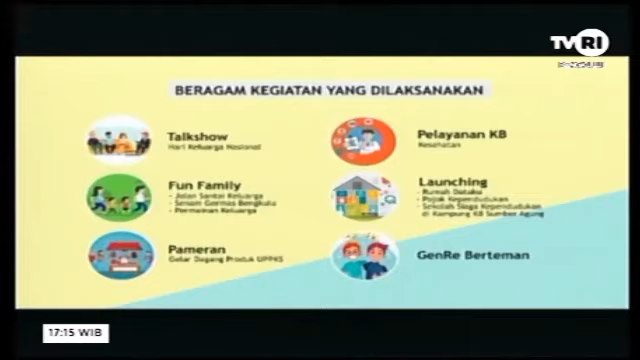 TVRI
BERAGAM KEGIATAN YANG DILAKSANAKAN
Talkshow
Hari Keluarga Nasional
Fun Family
- Jalan Santai Keluarga
- Senam Germas Bengkulu
- Permainan Keluarga
Pameran
Gelar Dagang Produk UPPKS
Pelayanan KB
Kesehatan
Launching
- Rumah Dataku
- Pojok Kependudukan
- Sekolah Siaga Kependudukan
di Kampung KB Sumber Agung
GenRe Berteman
17:15 WIB